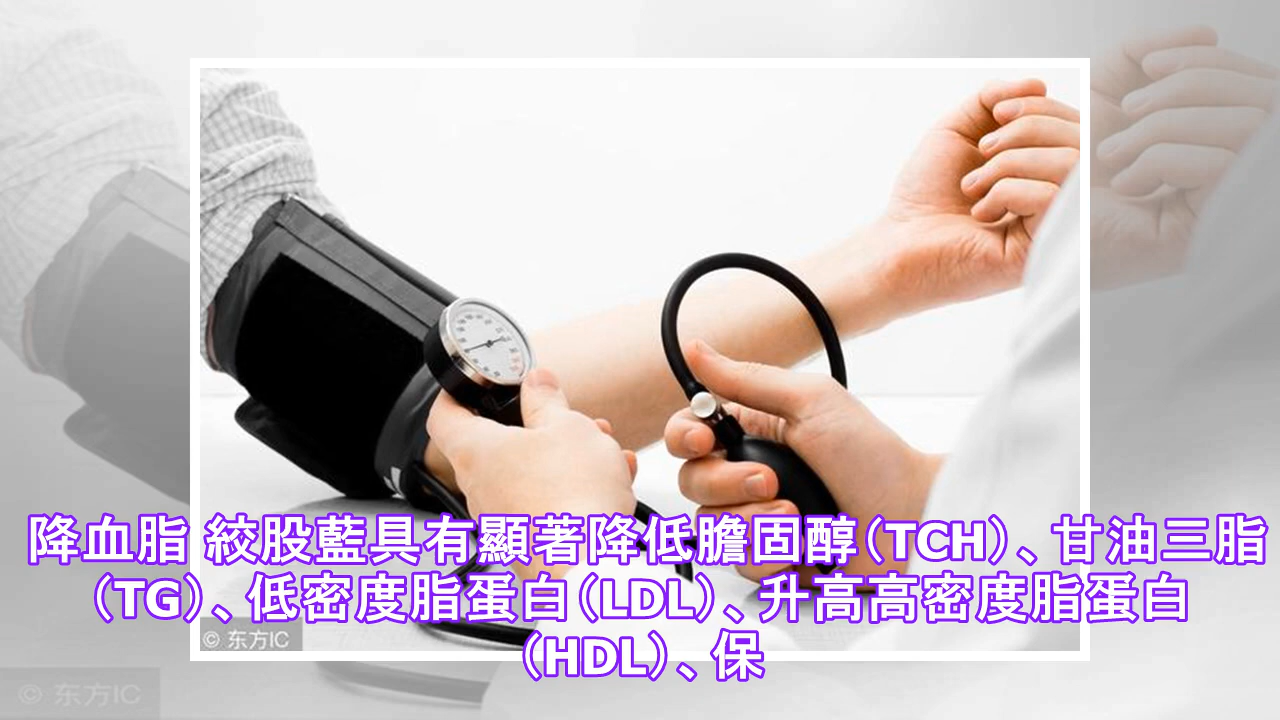 降血脂 絞股藍具有顯著降低膽固醇(TCH)、甘油三脂
(TG)、低密度脂蛋白(LDL)、升高高密度脂蛋白
(HDL)、保
© 东方IC
© 东方IC